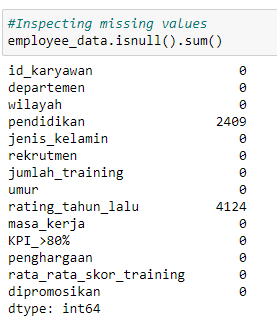 #Inspecting missing values
employee_data.isnull().sum()
id_karyawan 0
departemen 0
wilayah 0
pendidikan 2409
jenis_kelamin 0
rekrutmen 0
jumlah_training 0
umur 0
rating_tahun_lalu 4124
masa_kerja 0
KPI_>80% 0
penghargaan 0
rata_rata_skor_training 0
dipromosikan 0
dtype: int64